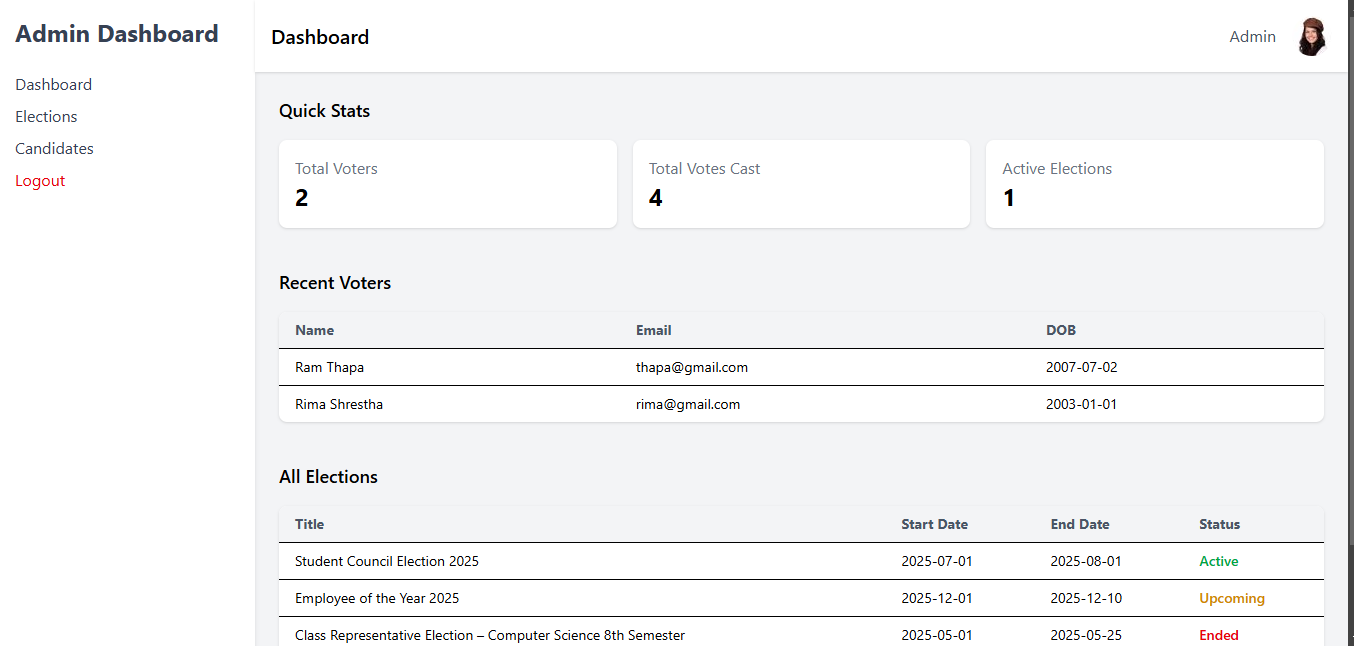 Admin Dashboard
Dashboard
Elections
Candidates
Logout
Dashboard
Admin
Quick Stats
Total Voters
2
Total Votes Cast
4
Active Elections
1
Recent Voters
Name Email DOB
Ram Thapa thapa@gmail.com 2007-07-02
Rima Shrestha rima@gmail.com 2003-01-01
All Elections
Title Start Date End Date Status
Student Council Election 2025 2025-07-01 2025-08-01 Active
Employee of the Year 2025 2025-12-01 2025-12-10 Upcoming
Class Representative Election – Computer Science 8th Semester 2025-05-01 2025-05-25 Ended